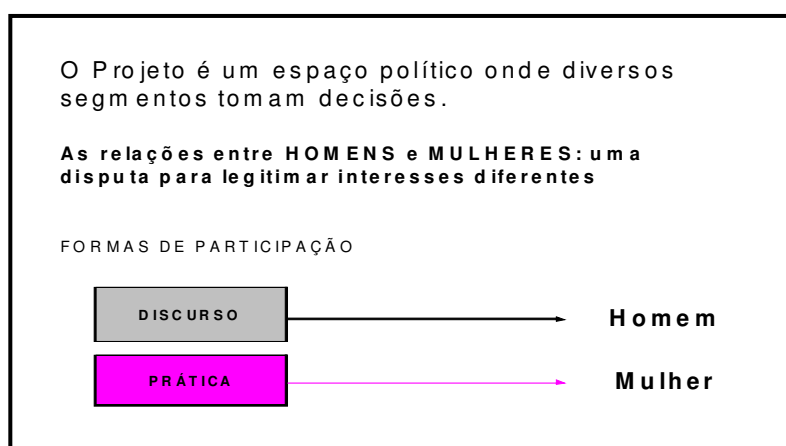 O Projeto é um espaço político onde diversos
segmentos tomam decisões.
As relações entre HOMENS e MULHERES: uma
disputa para legitimar interesses diferentes
FORMAS DE PARTICIPAÇÃO
DISCURSO
Homem
PRÁTICA
Mulher